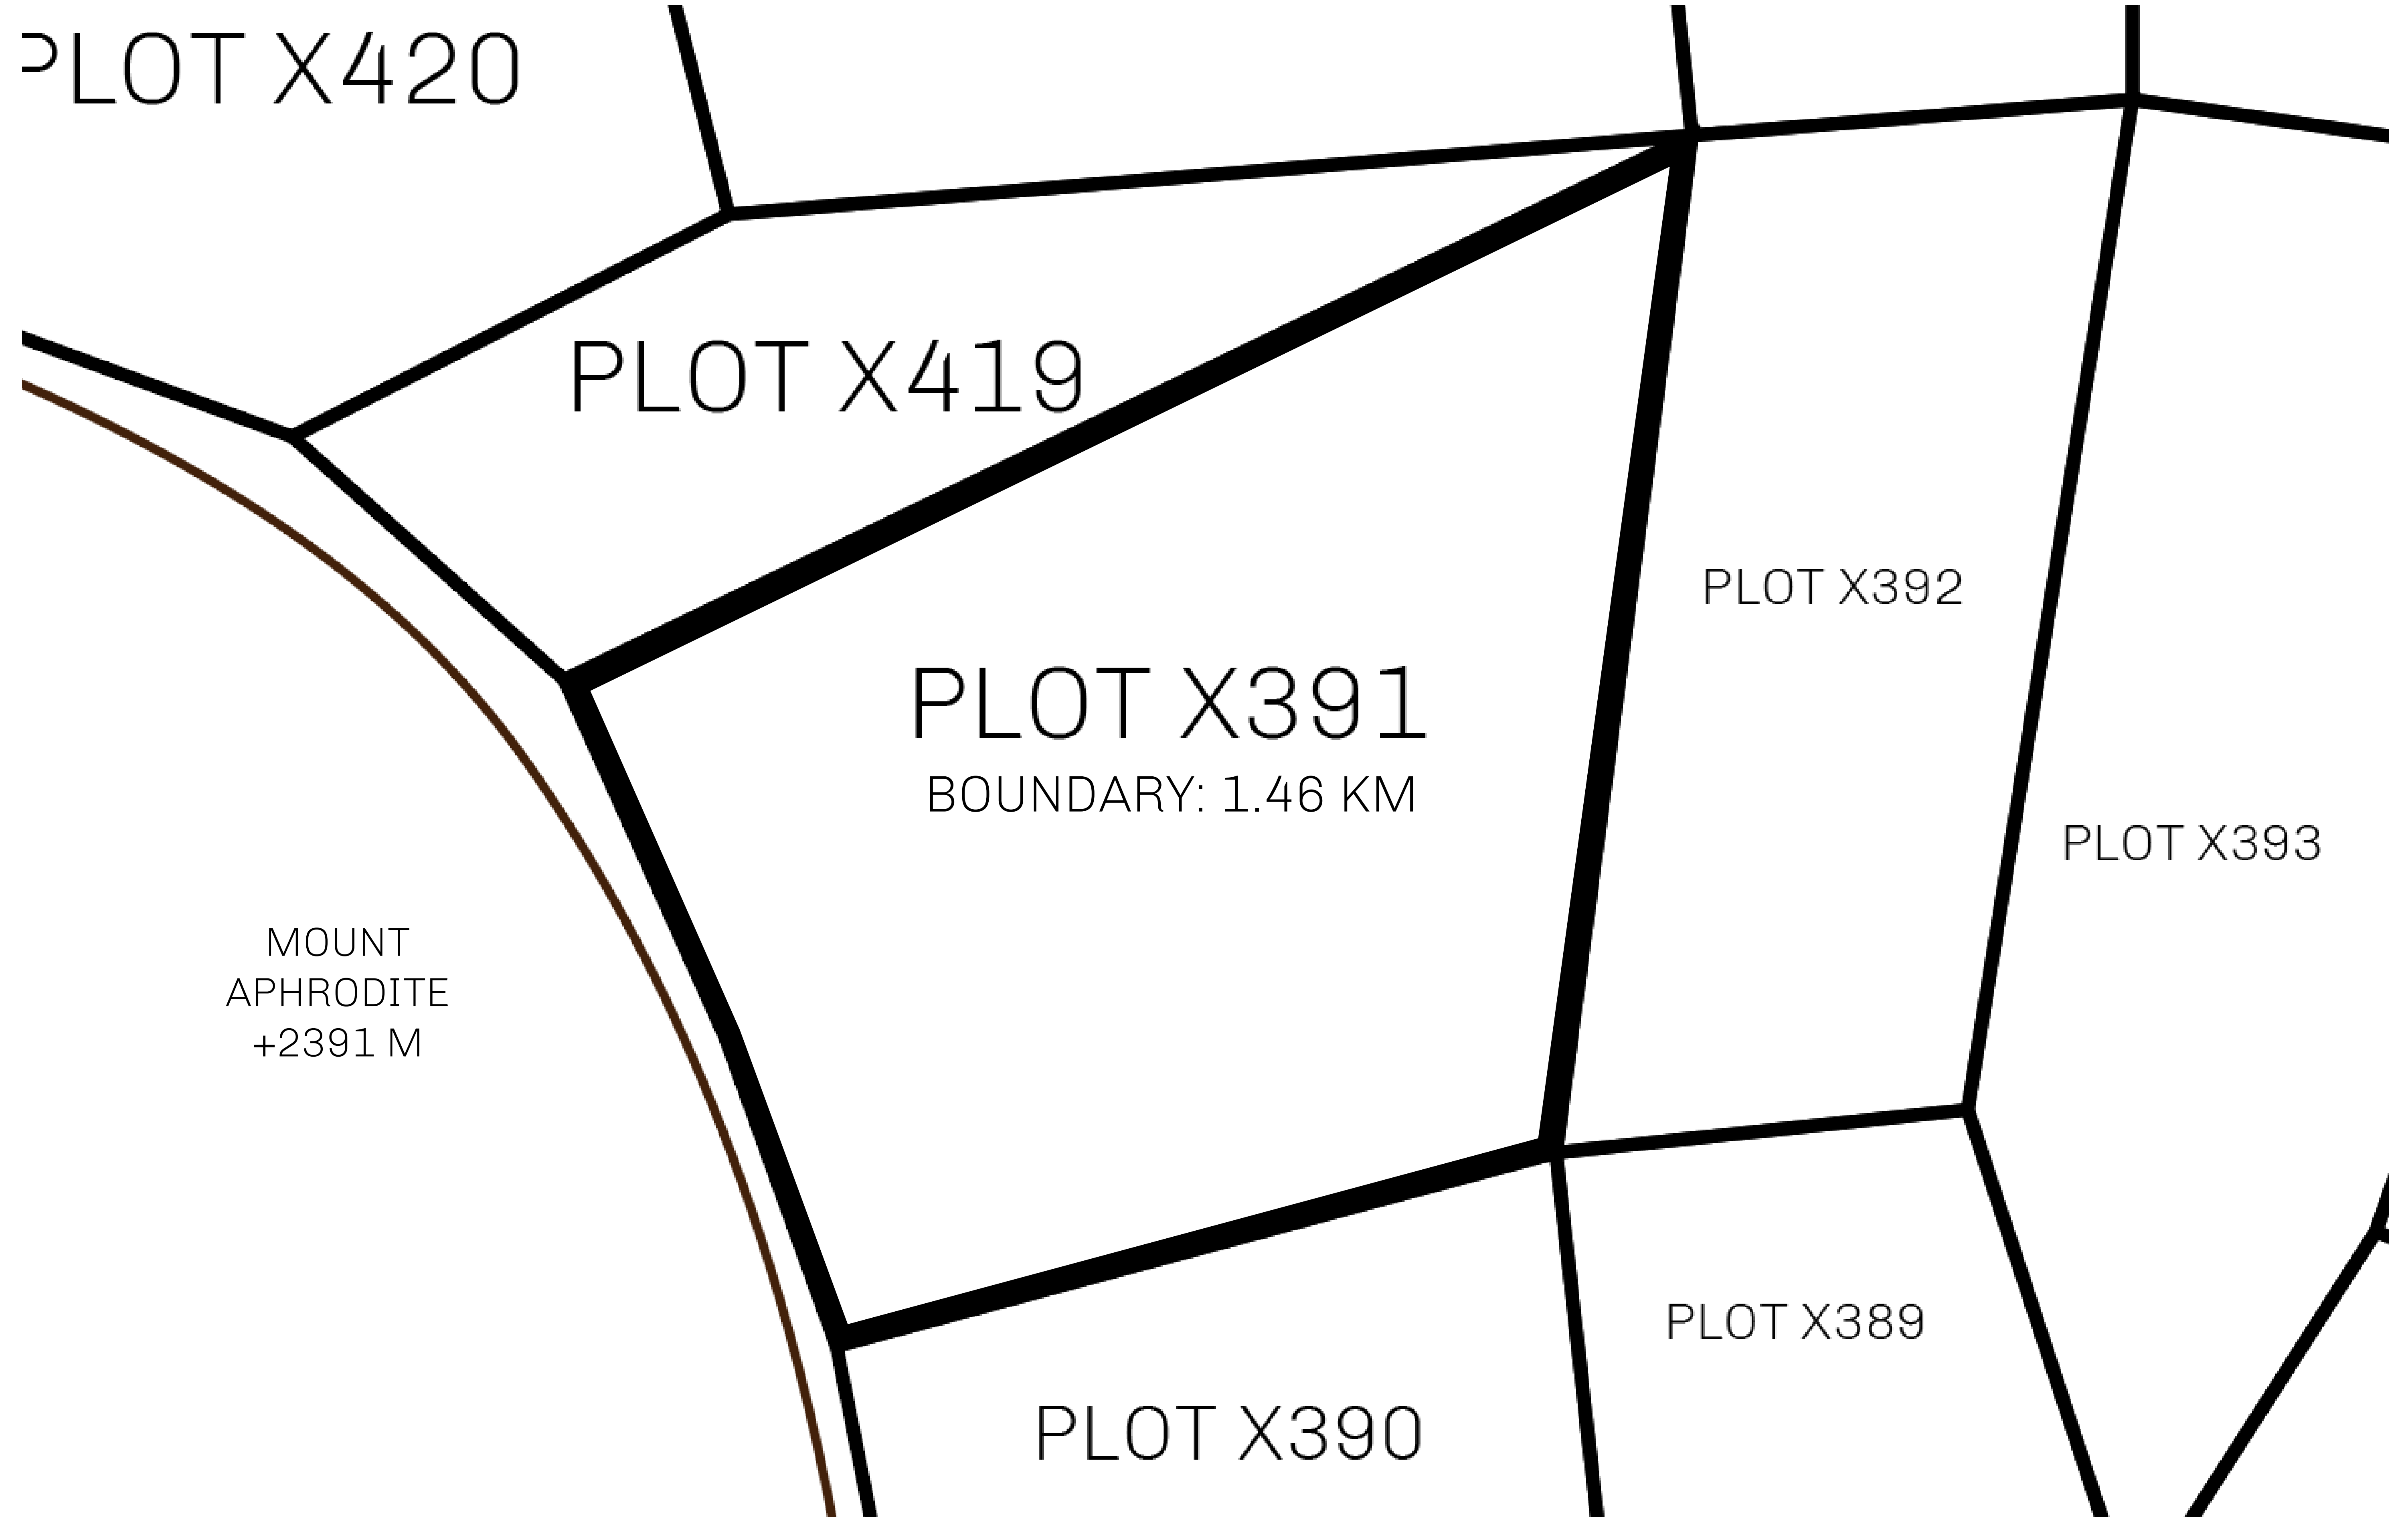 PLOT X420
PLOT X419
PLOT X392
PLOT X391
BOUNDARY: 1.46 KM
PLOT X393
MOUNT
APHRODITE
+2391 M
PLOT X389
PLOT X390